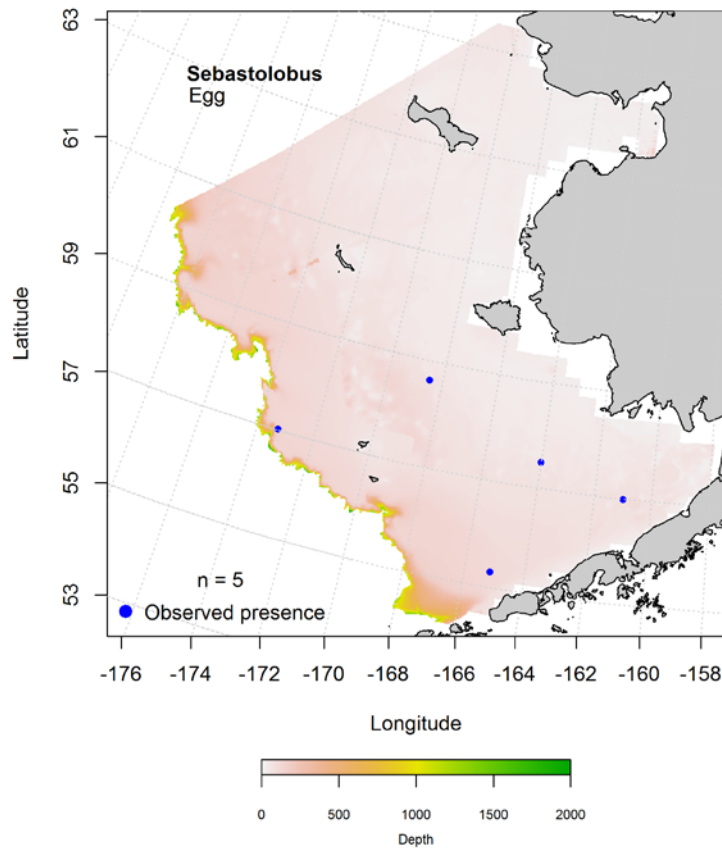 Sebastolobus
Egg
63
61
59
57
55
53
Latitude
n = 5
Observed presence
-176 -174 -172 -170 -168 -166 -164 -162 -160 -158
Longitude
0 500 1000 1500 2000
Depth